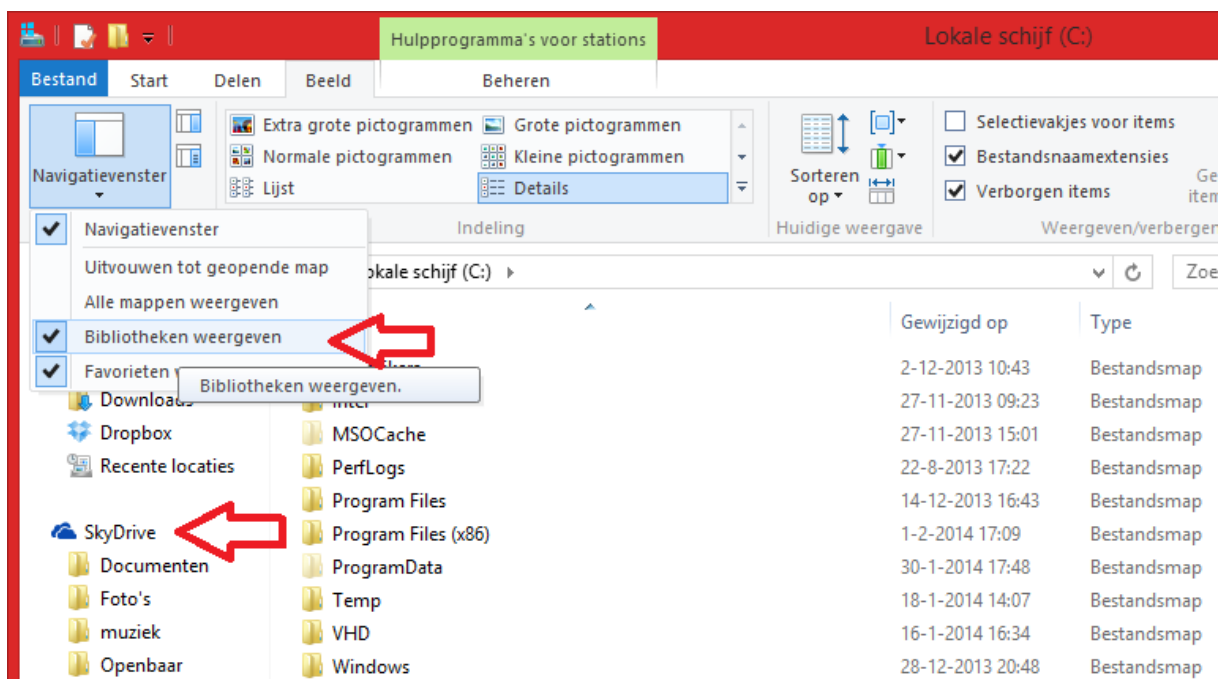 Hulpprogramma's voor stations
Lokale schijf (C:)
Bestand Start Delen Beeld Beheren
Navigatievenster
Extra grote pictogrammen Grote pictogrammen
Normale pictogrammen Kleine pictogrammen
Lijst Details
Indeling
Sorteren
op
Huidige weergave
Selectievakjes voor items
Bestandsnaamextensies
Verborgen items
Weergeven/verbergen
Navigatievenster
Uitvouwen tot geopende map
Alle mappen weergeven
Bibliotheken weergeven
Favorieten
Bibliotheken weergeven.
schijf (C:)
Gewijzigd op Type
2-12-2013 10:43 Bestandsmap
Downloads 27-11-2013 09:23 Bestandsmap
Dropbox MSOCache 27-11-2013 15:01 Bestandsmap
Recente locaties PerfLogs 22-8-2013 17:22 Bestandsmap
Program Files 14-12-2013 16:43 Bestandsmap
SkyDrive Program Files (x86) 1-2-2014 17:09 Bestandsmap
Documenten ProgramData 30-1-2014 17:48 Bestandsmap
Foto's Temp 18-1-2014 14:07 Bestandsmap
muziek VHD 16-1-2014 16:34 Bestandsmap
Openbaar Windows 28-12-2013 20:48 Bestandsmap